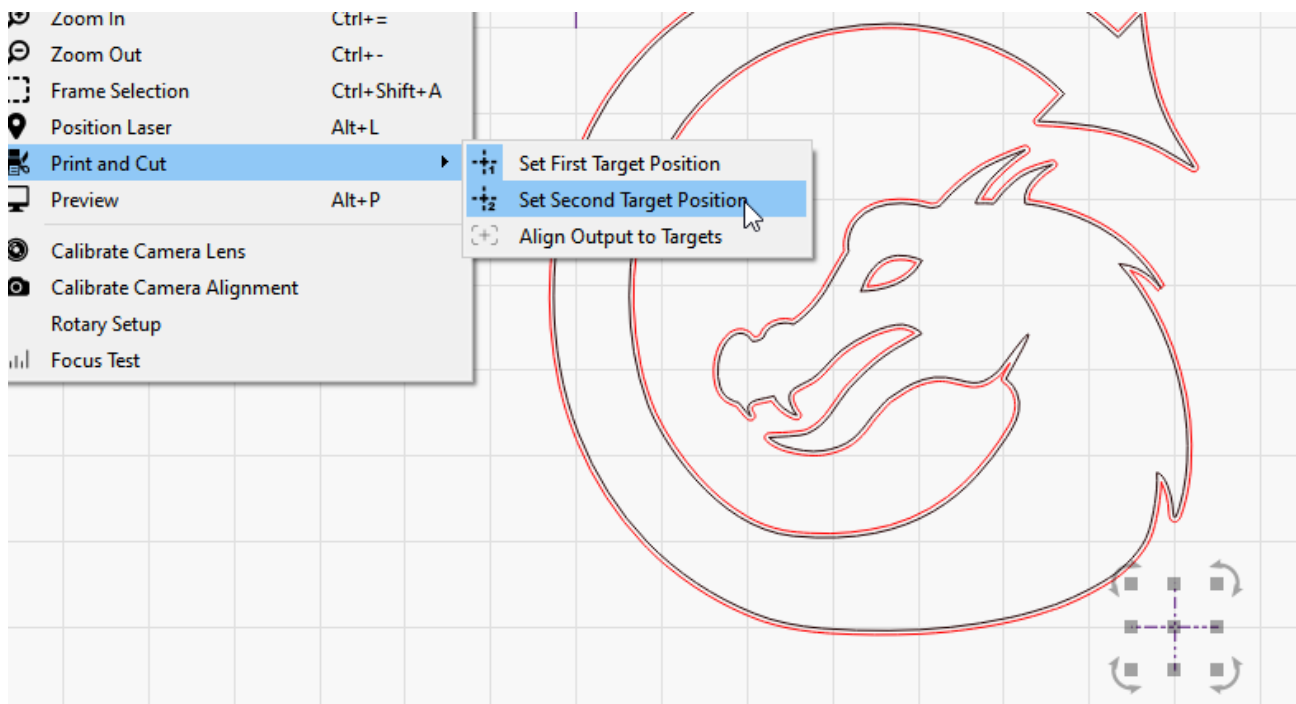 Zoom In Ctrl+=
Zoom Out Ctrl+-
Frame Selection Ctrl+Shift+A
Position Laser Alt+L
Print and Cut
Preview Alt+P
Calibrate Camera Lens
Calibrate Camera Alignment
Rotary Setup
Focus Test
1 Set First Target Position
2 Set Second Target Position
Align Output to Targets